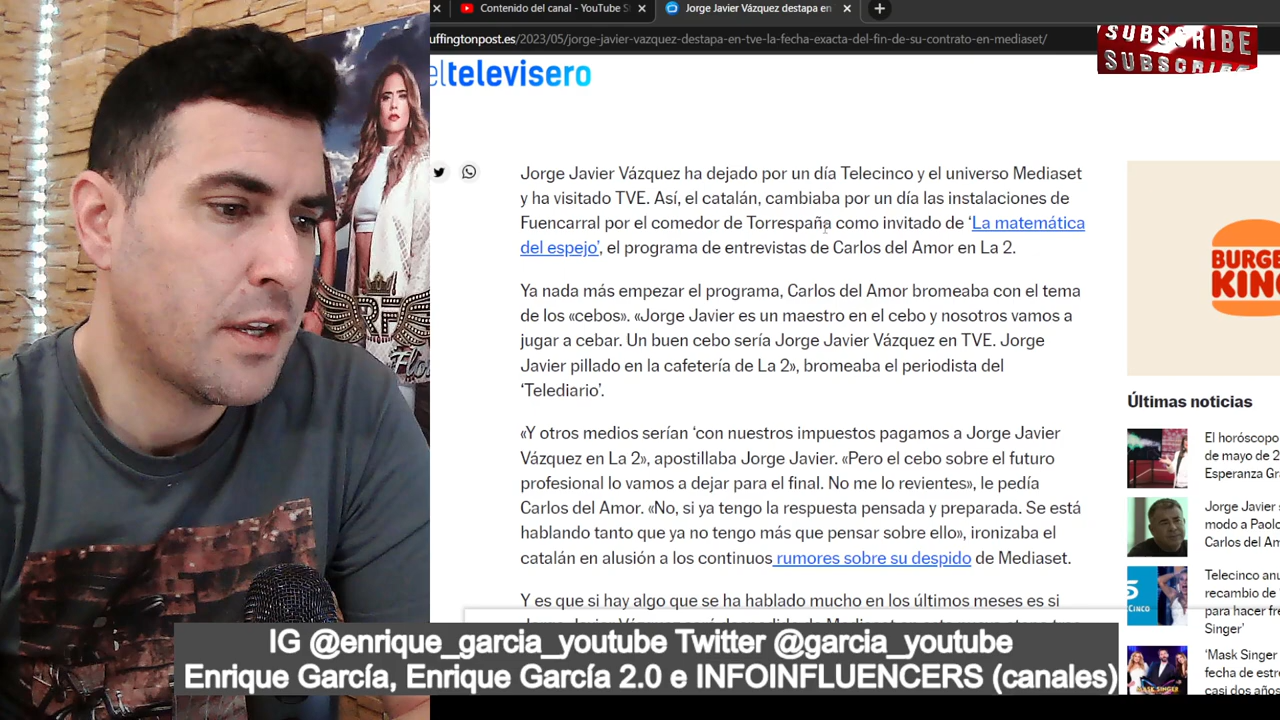 Contenido del canal - YouTube S
Jorge Javier Vázquez destapa en
uffingtonpost.es/2023/05/jorge-javier-vazquez-destapa-en-tve-la-fecha-exacta-del-fin-de-su-contrato-en-mediaset/
SUBSCRIBE
SUBSCRIBE
eltelevisero
Jorge Javier Vázquez ha dejado por un día Telecinco y el universo Mediaset
y ha visitado TVE. Así, el catalán, cambiaba por un día las instalaciones de
Fuencarral por el comedor de Torrespaña como invitado de ‘La matemática
del espejo’, el programa de entrevistas de Carlos del Amor en La 2.
Ya nada más empezar el programa, Carlos del Amor bromeaba con el tema
de los «cebos». «Jorge Javier es un maestro en el cebo y nosotros vamos a
jugar a cebar. Un buen cebo sería Jorge Javier Vázquez en TVE. Jorge
Javier pillado en la cafetería de La 2», bromeaba el periodista del
‘Telediario’.
«Y otros medios serían ‘con nuestros impuestos pagamos a Jorge Javier
Vázquez en La 2», apostillaba Jorge Javier. «Pero el cebo sobre el futuro
profesional lo vamos a dejar para el final. No me lo revientes», le pedía
Carlos del Amor. «No, si ya tengo la respuesta pensada y preparada. Se está
hablando tanto que ya no tengo más que pensar sobre ello», ironizaba el
catalán en alusión a los continuos rumores sobre su despido de Mediaset.
Y es que si hay algo que se ha hablado mucho en los últimos meses es si
BURGE
KING
Últimas noticias
El horóscopo
de mayo de 2
Esperanza Gra
Jorge Javier s
modo a Paolo
Carlos del Am
Telecinco anu
recambio de '
para hacer fre
Singer’
‘Mask Singer
fecha de estre
casi dos años
5
CINCO
MASK SINGER
RF
Flo
IG @enrique_garcia_youtube Twitter @garcia_youtube
Enrique García, Enrique García 2.0 e INFOINFLUENCERS (canales)